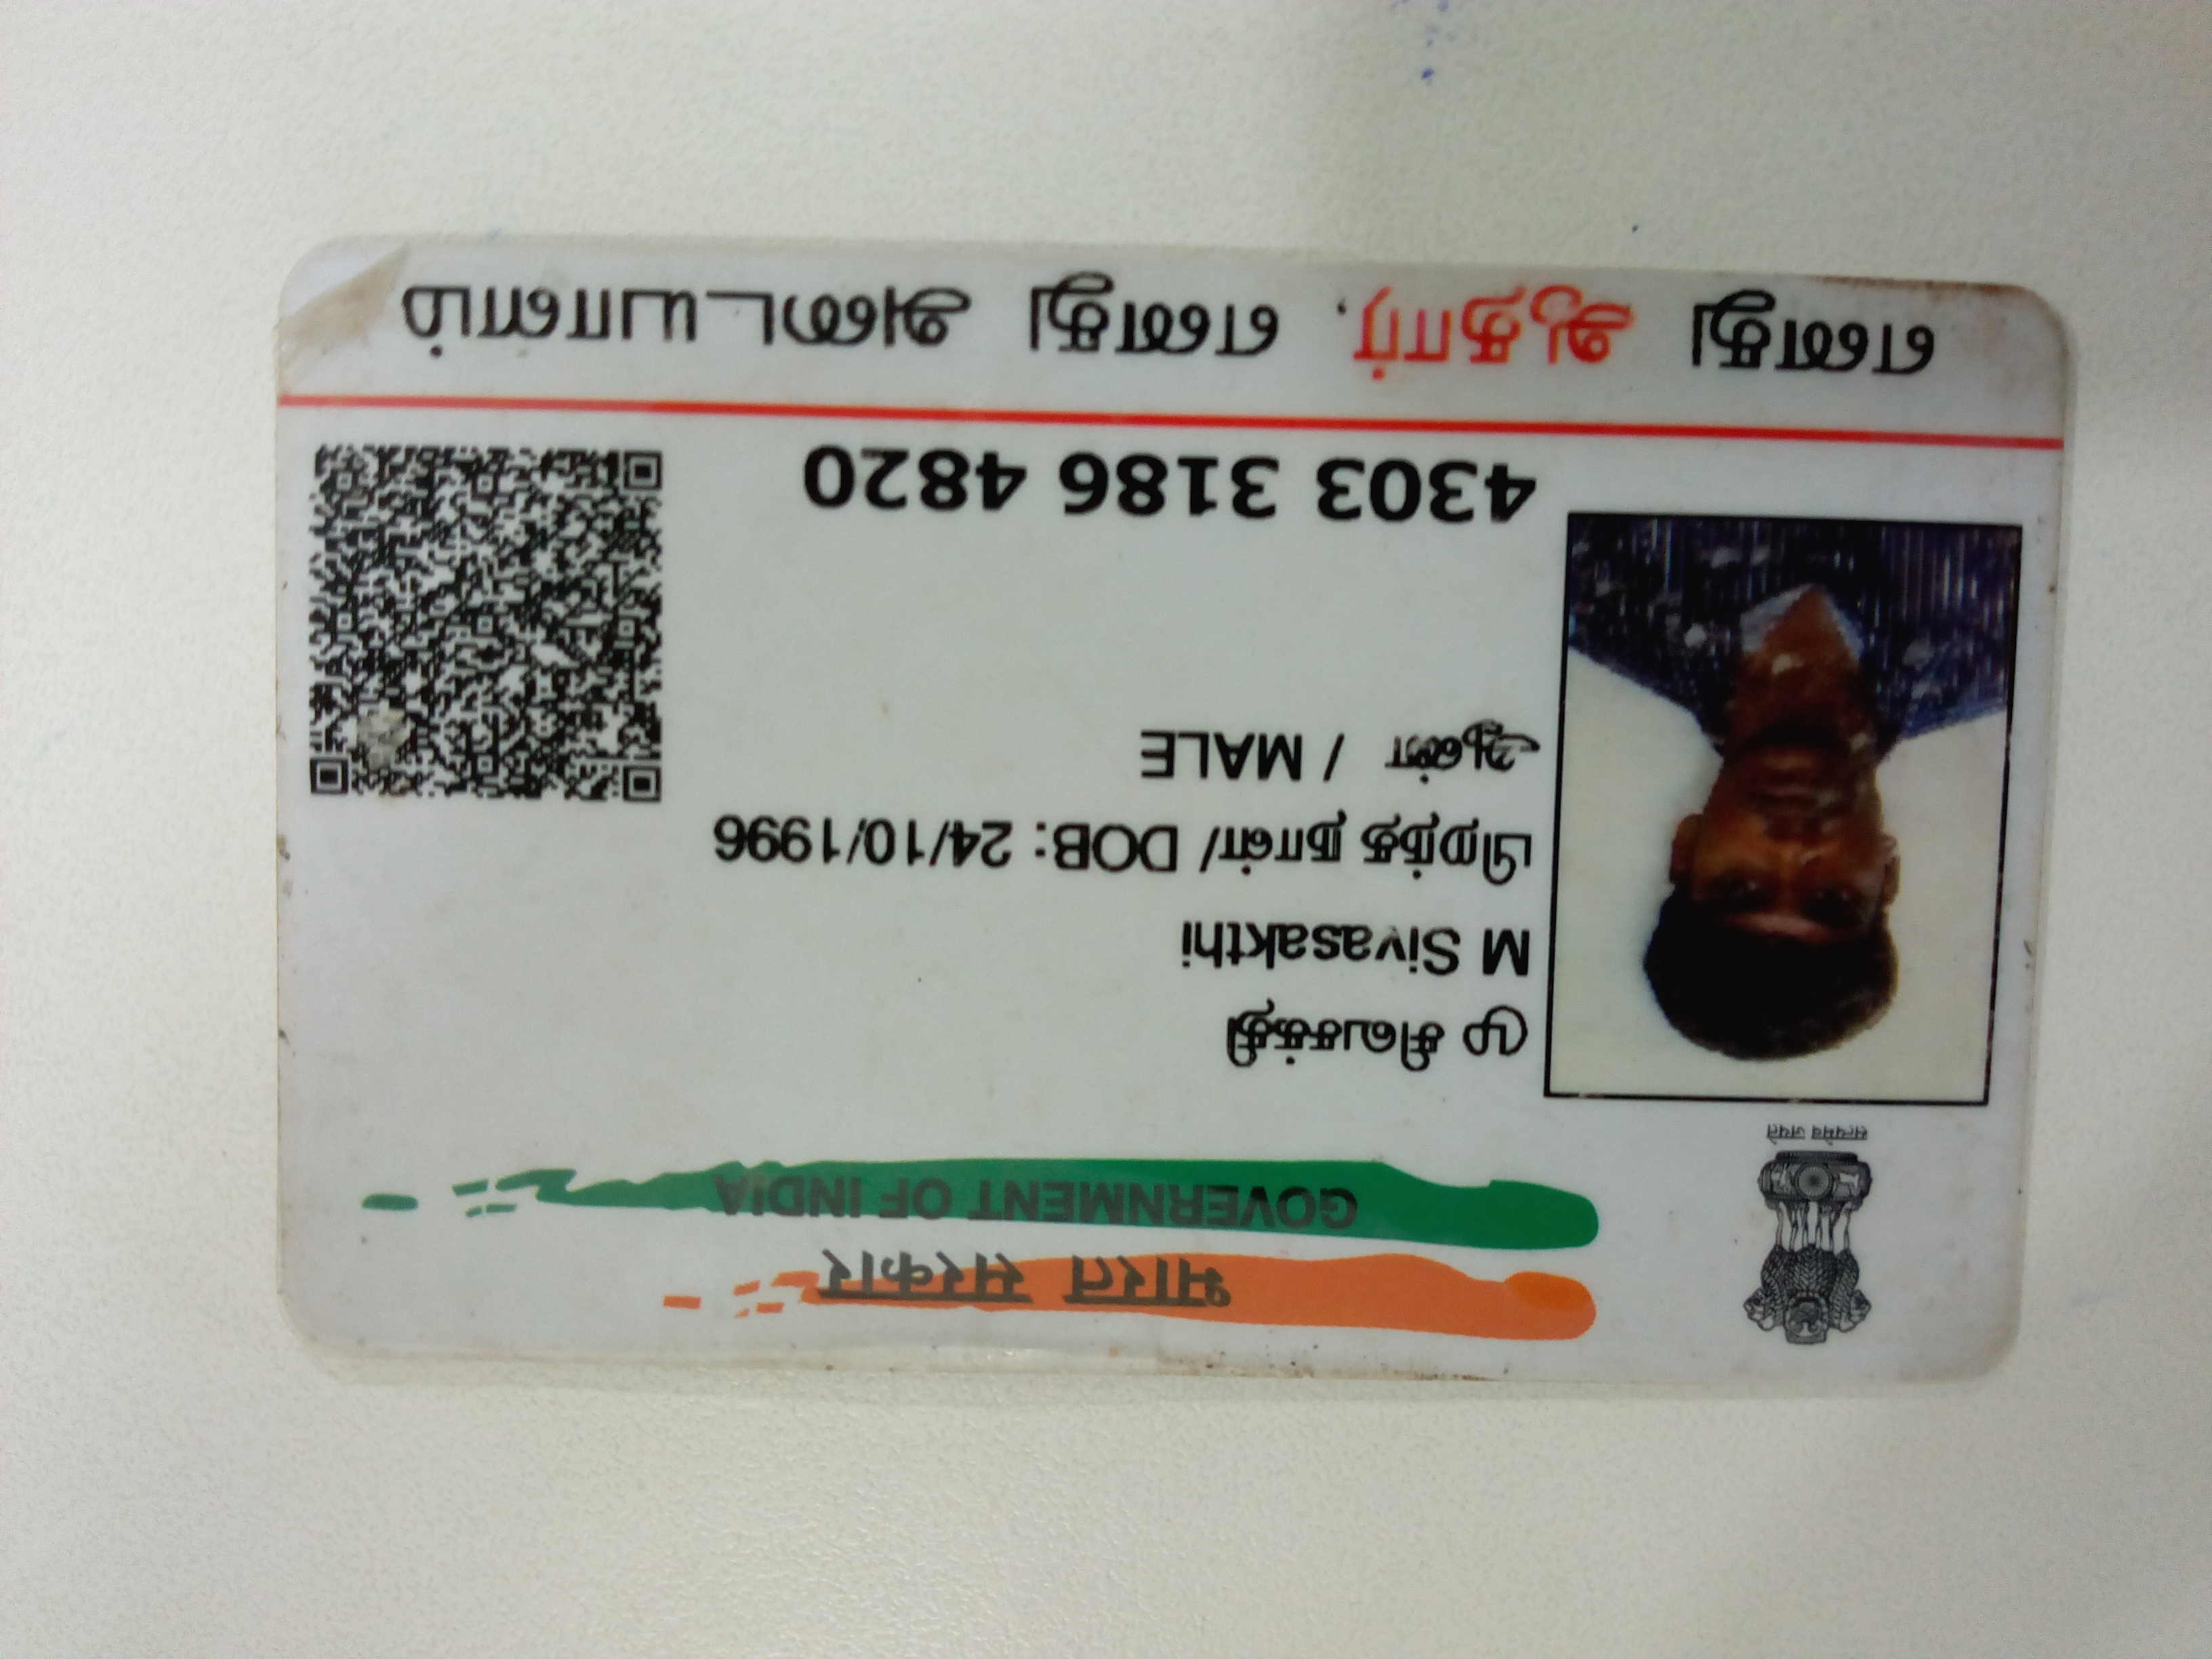 भारत सरकार
GOVERNMENT OF INDIA
सत्यमेव जयते
மு சிவசக்தி
M Sivasakthi
பிறந்த நாள்/ DOB: 24/10/1996
ஆண் / MALE
4303 3186 4820
எனது ஆதார், எனது அடையாளம்